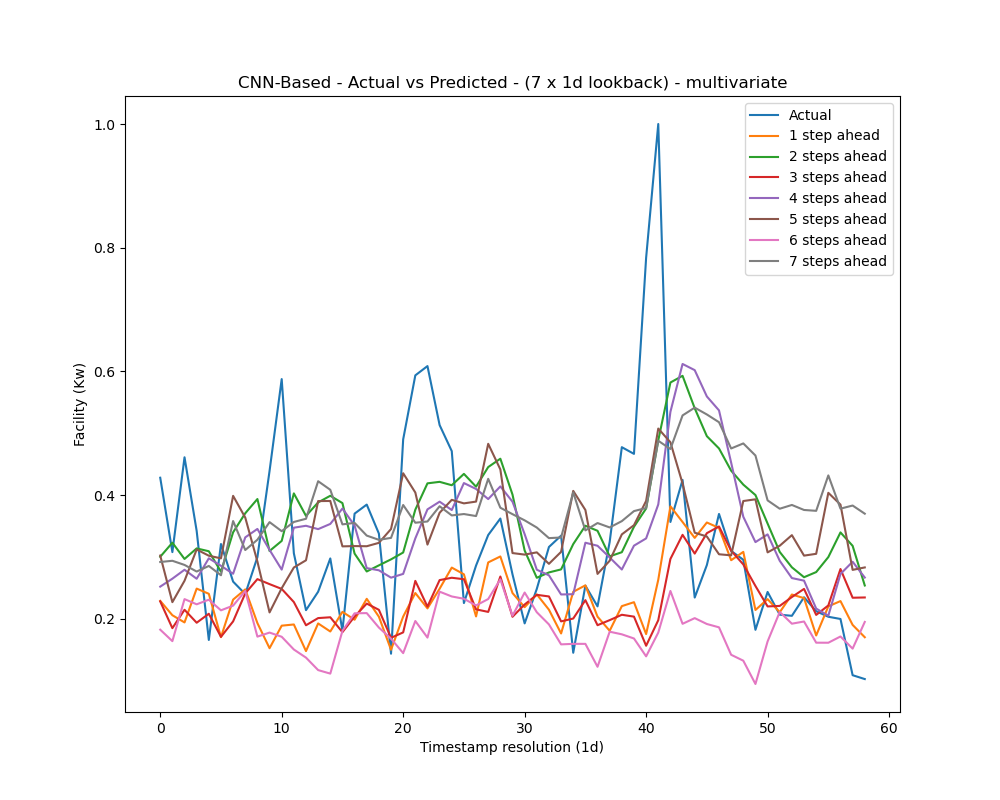 CNN-Based - Actual vs Predicted - (7 x 1d lookback) - multivariate
Actual
1 step ahead
2 steps ahead
3 steps ahead
4 steps ahead
5 steps ahead
6 steps ahead
7 steps ahead
Facility (Kw)
1.0
0.8
0.6
0.4
0.2
0 10 20 30 40 50 60
Timestamp resolution (1d)